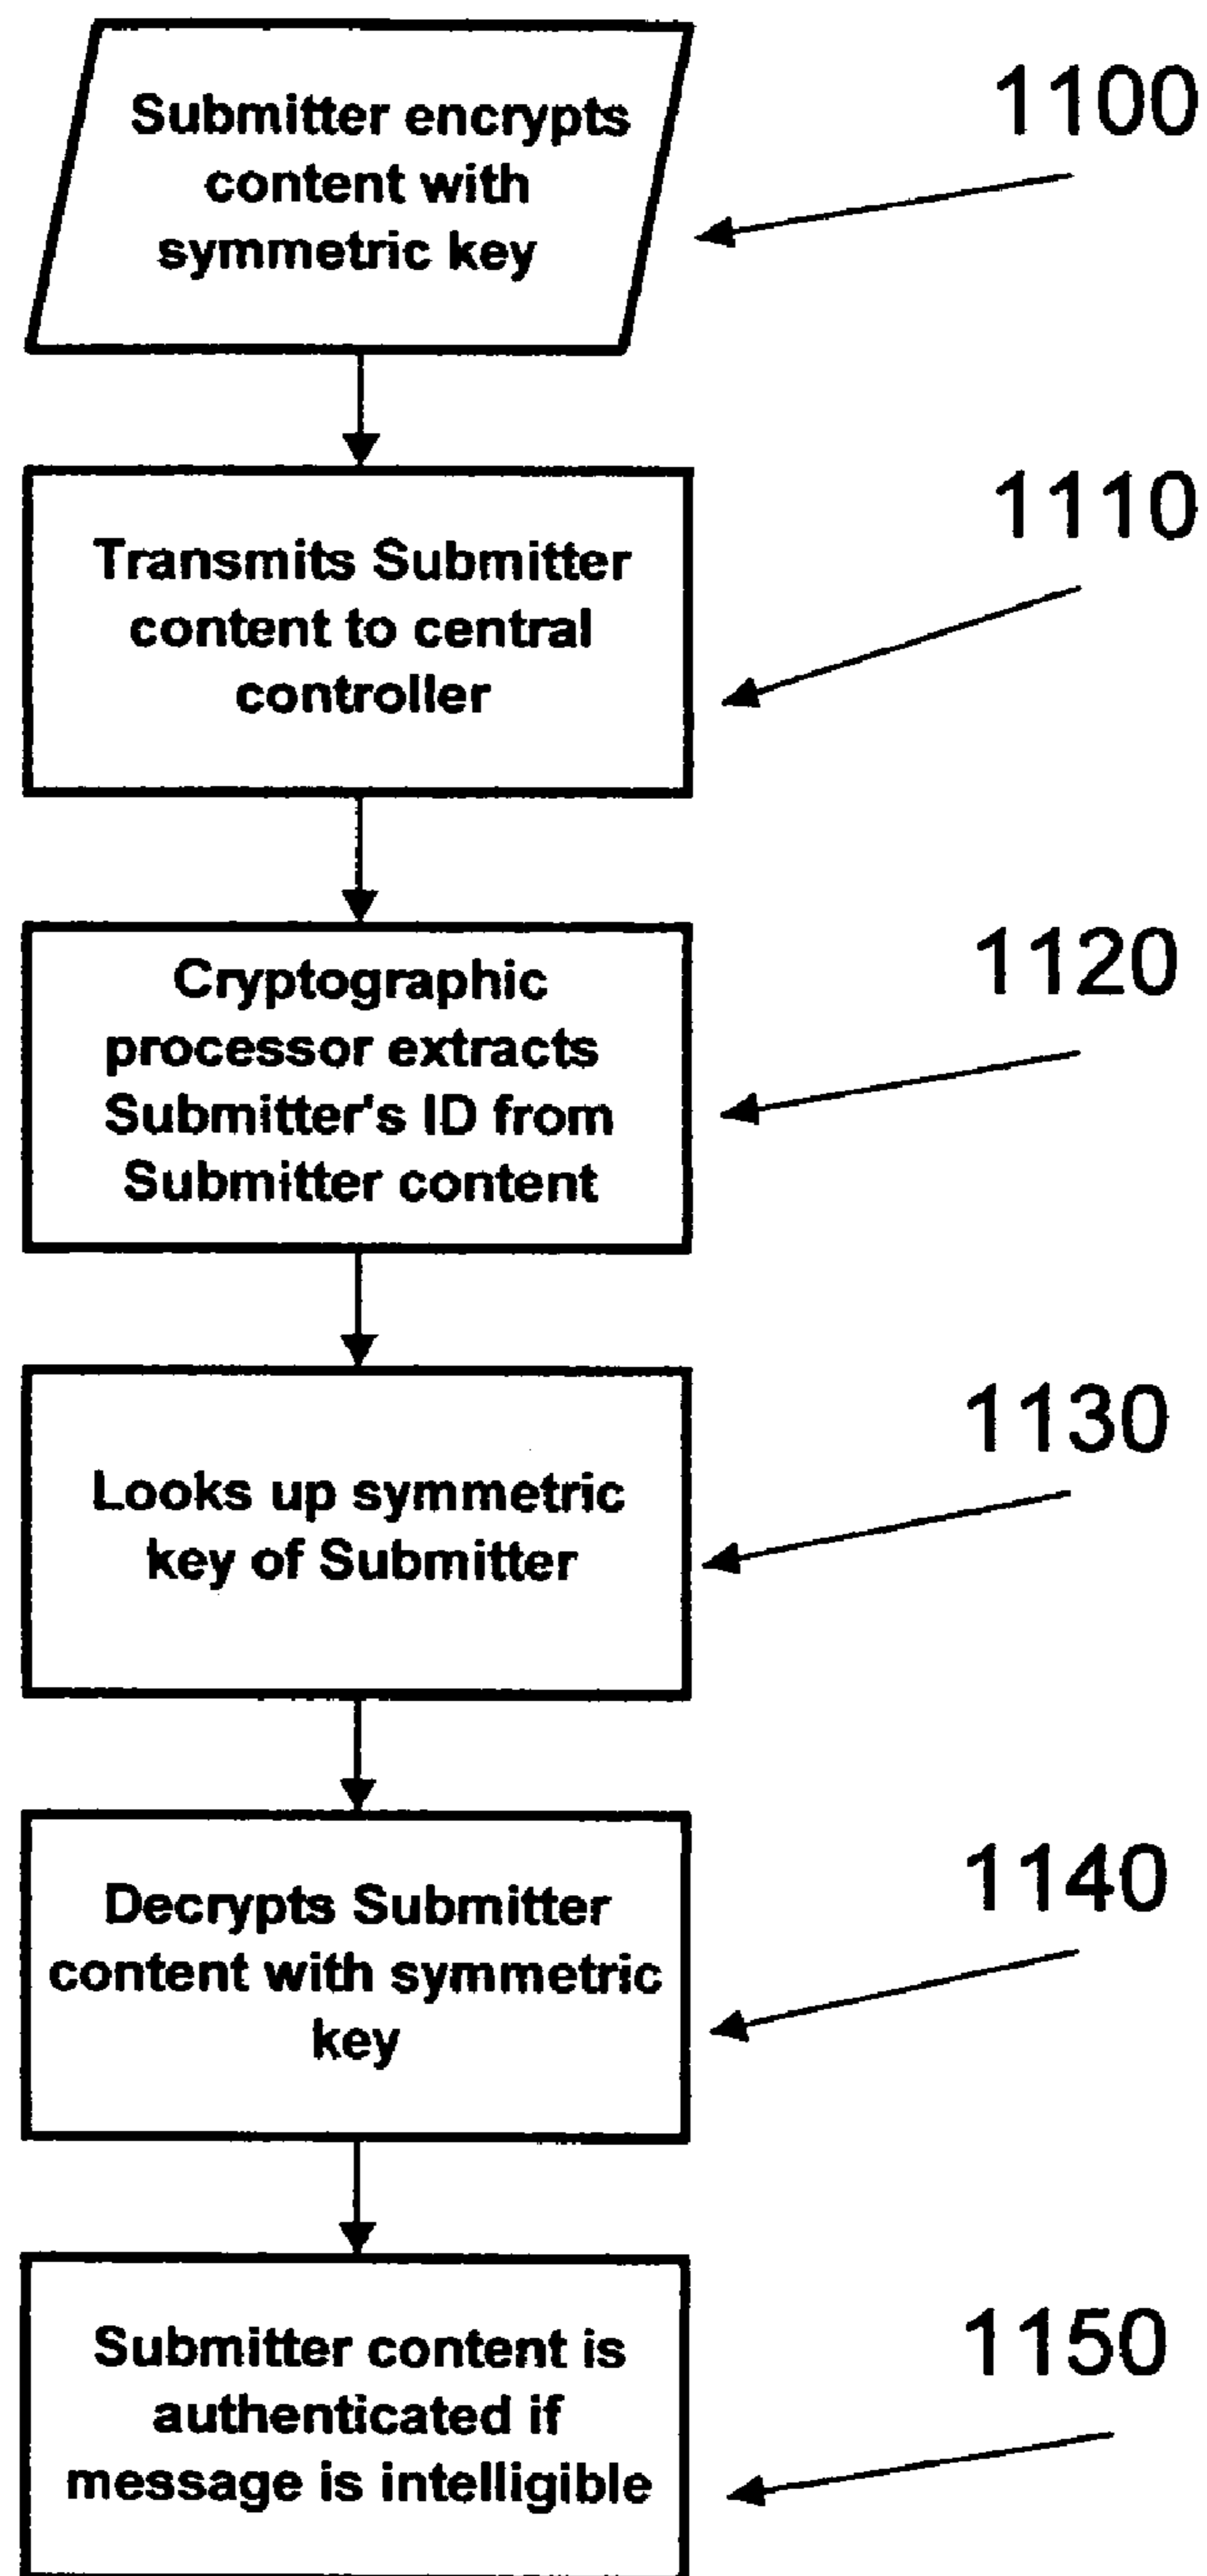 Submitter encrypts
content with
symmetric key
1100
Transmits Submitter
content to central
controller
1110
Cryptographic
processor extracts
Submitter's ID from
Submitter content
1120
Looks up symmetric
key of Submitter
1130
Decrypts Submitter
content with symmetric
key
1140
Submitter content is
authenticated if
message is intelligible
1150